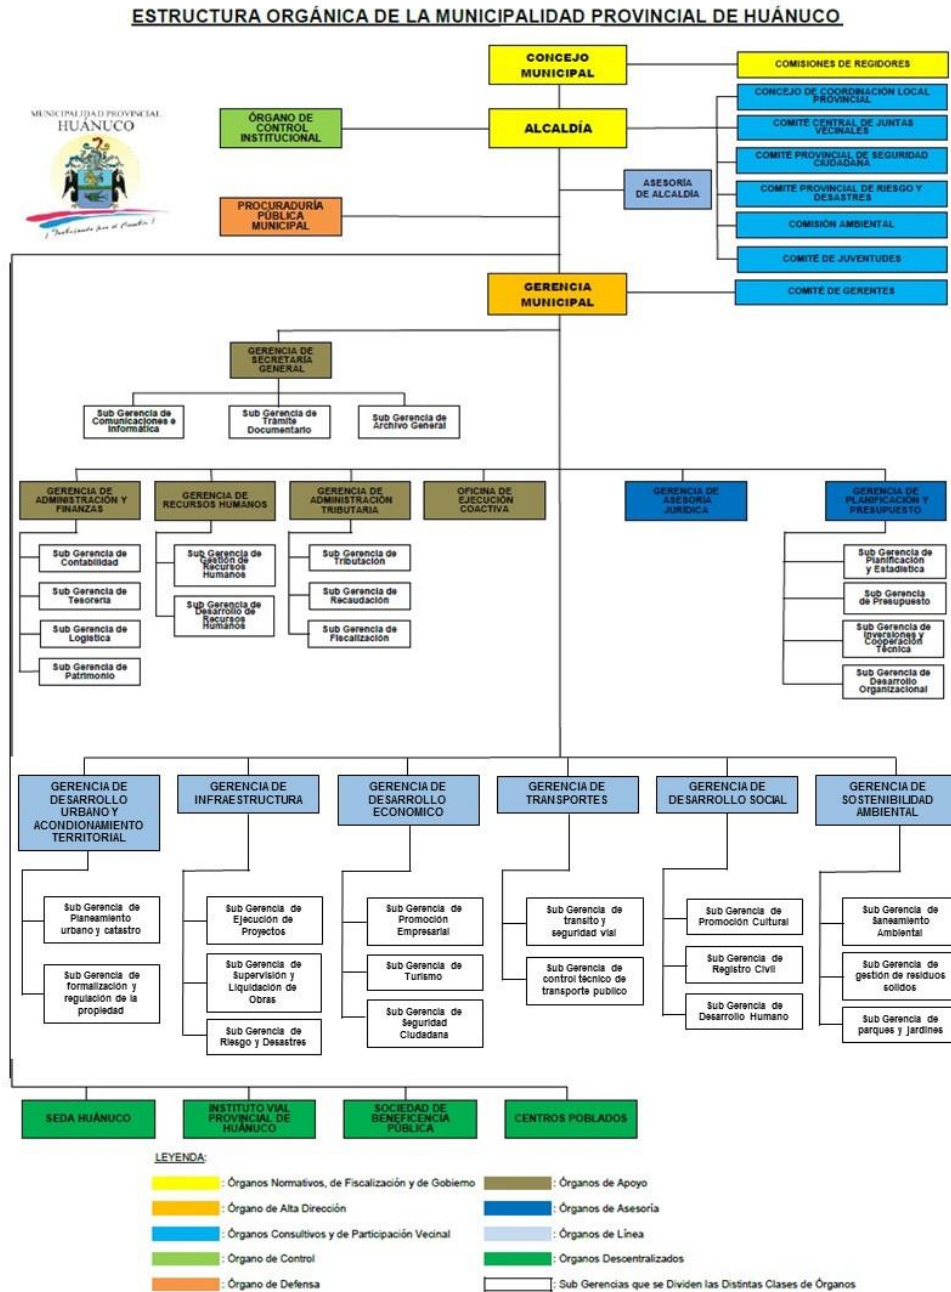 ESTRUCTURA ORGÁNICA DE LA MUNICIPALIDAD PROVINCIAL DE HUÁNUCO
CONCEJO
MUNICIPAL
COMISIONES DE REGIDORES
MUNICIPALIDAD PROVINCIAL
HUÁNUCO
¡ Trabajando por el Cambio !
ÓRGANO DE
CONTROL
INSTITUCIONAL
ALCALDÍA
CONCEJO DE COORDINACIÓN LOCAL
PROVINCIAL
COMITÉ CENTRAL DE JUNTAS
VECINALES
COMITÉ PROVINCIAL DE SEGURIDAD
CIUDADANA
ASESORÍA
DE ALCALDÍA
COMITÉ PROVINCIAL DE RIESGO Y
DESASTRES
PROCURADURÍA
PÚBLICA
MUNICIPAL
COMISIÓN AMBIENTAL
COMITÉ DE JUVENTUDES
GERENCIA
MUNICIPAL
COMITÉ DE GERENTES
GERENCIA DE
SECRETARÍA
GENERAL
Sub Gerencia de
Comunicaciones e
Informática
Sub Gerencia de
Trámite
Documentario
Sub Gerencia de
Archivo General
GERENCIA DE
ADMINISTRACIÓN Y
FINANZAS
GERENCIA DE
RECURSOS HUMANOS
GERENCIA DE
ADMINISTRACIÓN
TRIBUTARIA
OFICINA DE
EJECUCIÓN
COACTIVA
GERENCIA DE
ASESORÍA
JURÍDICA
GERENCIA DE
PLANIFICACIÓN Y
PRESUPUESTO
Sub Gerencia de
Contabilidad
Sub Gerencia de
Tesorería
Sub Gerencia de
Logística
Sub Gerencia de
Patrimonio
Sub Gerencia de
Gestión de
Recursos
Humanos
Sub Gerencia de
Desarrollo de
Recursos
Humanos
Sub Gerencia de
Tributación
Sub Gerencia de
Recaudación
Sub Gerencia de
Fiscalización
Sub Gerencia de
Planificación
y Estadística
Sub Gerencia
de Presupuesto
Sub Gerencia de
Inversiones y
Cooperación
Técnica
Sub Gerencia de
Desarrollo
Organizacional
GERENCIA DE
DESARROLLO
URBANO Y
ACONDIONAMIENTO
TERRITORIAL
GERENCIA DE
INFRAESTRUCTURA
GERENCIA DE
DESARROLLO
ECONOMICO
GERENCIA DE
TRANSPORTES
GERENCIA DE
DESARROLLO SOCIAL
GERENCIA DE
SOSTENIBILIDAD
AMBIENTAL
Sub Gerencia de
Planeamiento
urbano y catastro
Sub Gerencia de
formalización y
regulación de la
propiedad
Sub Gerencia de
Ejecución de
Proyectos
Sub Gerencia de
Supervisión y
Liquidación de
Obras
Sub Gerencia de
Riesgo y Desastres
Sub Gerencia de
Promoción
Empresarial
Sub Gerencia de
Turismo
Sub Gerencia de
Seguridad
Ciudadana
Sub Gerencia de
transito y
seguridad vial
Sub Gerencia de
control técnico de
transporte publico
Sub Gerencia de
Promoción Cultural
Sub Gerencia de
Registro Civil
Sub Gerencia de
Desarrollo Humano
Sub Gerencia de
Saneamiento
Ambiental
Sub Gerencia de
gestión de residuos
solidos
Sub Gerencia de
parques y jardines
SEDA HUÁNUCO
INSTITUTO VIAL
PROVINCIAL DE
HUÁNUCO
SOCIEDAD DE
BENEFICENCIA
PÚBLICA
CENTROS POBLADOS
LEYENDA:
: Órganos Normativos, de Fiscalización y de Gobierno
: Órgano de Alta Dirección
: Órganos Consultivos y de Participación Vecinal
: Órgano de Control
: Órgano de Defensa
: Órganos de Apoyo
: Órganos de Asesoría
: Órganos de Línea
: Órganos Descentralizados
: Sub Gerencias que se Dividen las Distintas Clases de Órganos